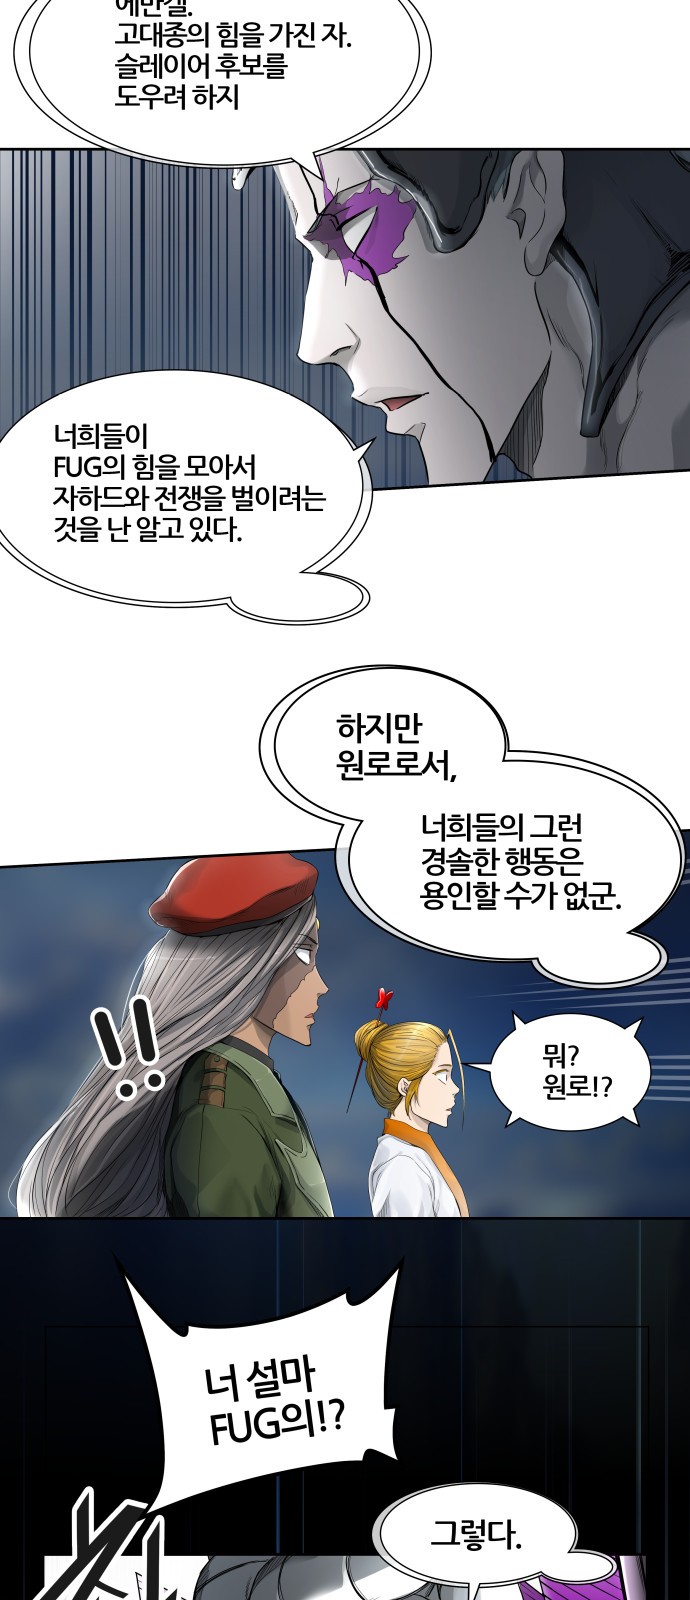 에반켈.
고대종의 힘을 가진 자.
슬레이어 후보를
도우려 하지
너희들이
FUG의 힘을 모아서
자하드와 전쟁을 벌이려는
것을 난 알고 있다.
하지만
원로로서,
너희들의 그런
경솔한 행동은
용인할 수가 없군.
!!
뭐?
원로!?
너 설마
FUG의!?
그렇다.